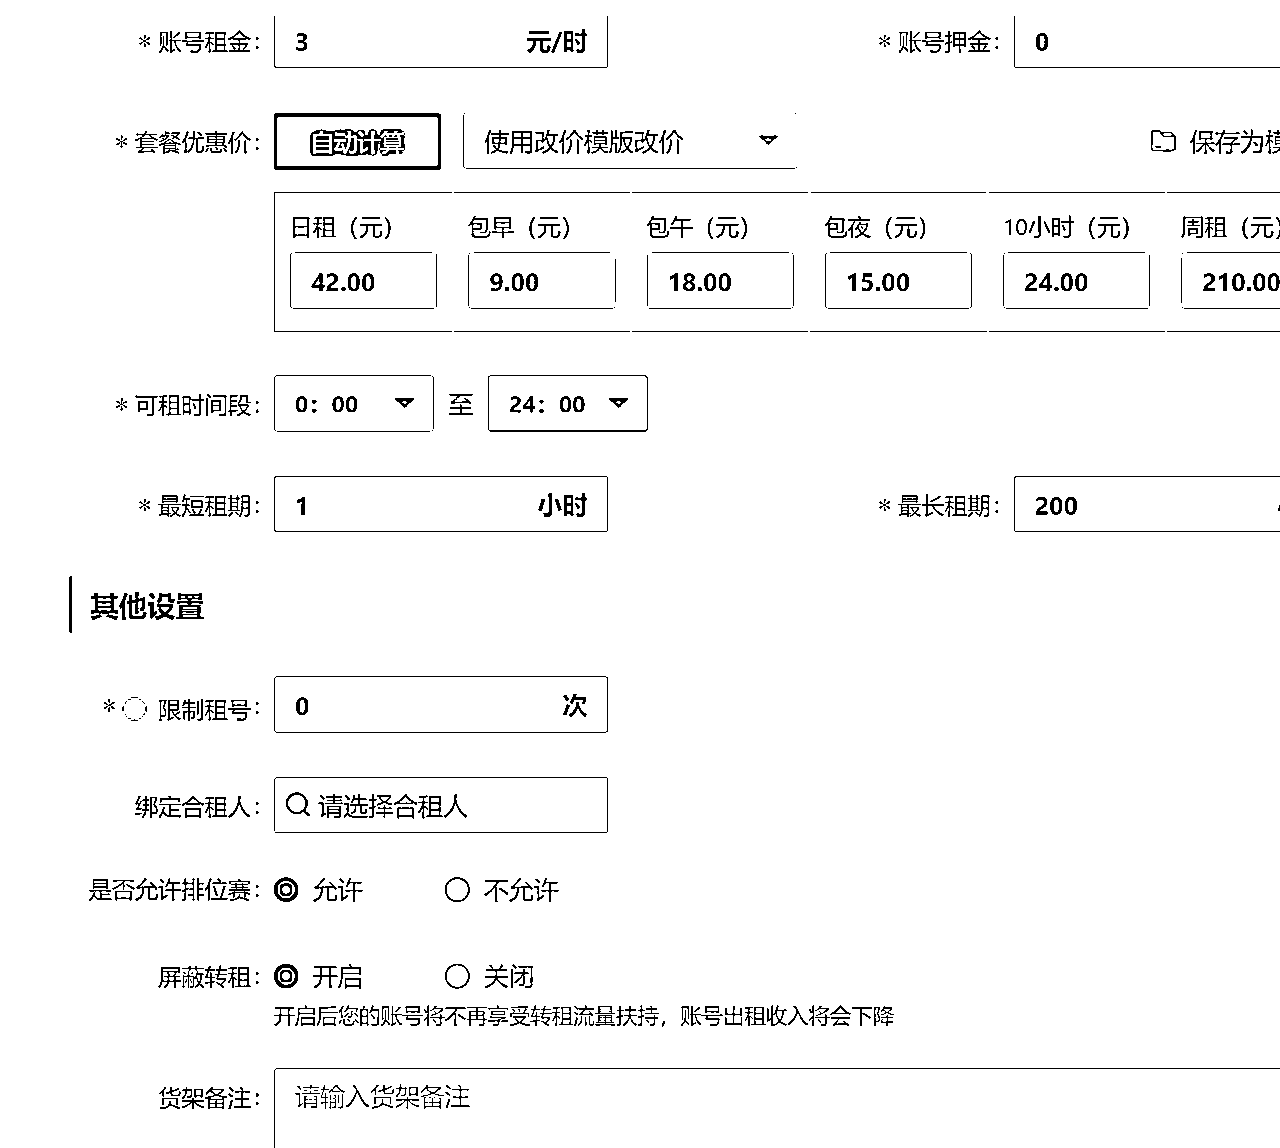 * 账号租金： 3 元/时 * 账号押金： 0
* 套餐优惠价： 自动计算 使用改价模版改价 保存为模
日租（元） 包早（元） 包午（元） 包夜（元） 10小时（元） 周租（元）
42.00 9.00 18.00 15.00 24.00 210.00
* 可租时间段： 0：00 至 24：00
* 最短租期： 1 小时 * 最长租期： 200
其他设置
* 限制租号： 0 次
绑定合租人： 请选择合租人
是否允许排位赛： 允许 不允许
屏蔽转租： 开启 关闭
开启后您的账号将不再享受转租流量扶持，账号出租收入将会下降
货架备注： 请输入货架备注